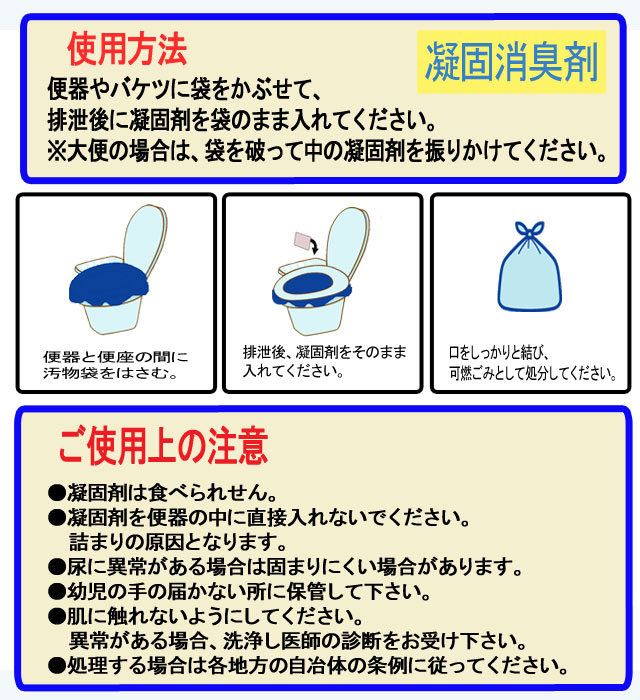 使用方法
凝固消臭剤
便器やバケツに袋をかぶせて、
排泄後に凝固剤を袋のまま入れてください。
※大便の場合は、袋を破って中の凝固剤を振りかけてください。
便器と便座の間に
汚物袋をはさむ。
排泄後、凝固剤をそのまま
入れてください。
口をしっかりと結び、
可燃ごみとして処分してください。
ご使用上の注意
●凝固剤は食べられせん。
●凝固剤を便器の中に直接入れないでください。
詰まりの原因となります。
●尿に異常がある場合は固まりにくい場合があります。
●幼児の手の届かない所に保管して下さい。
●肌に触れないようにしてください。
異常がある場合、洗浄し医師の診断をお受け下さい。
●処理する場合は各地方の自冶体の条例に従ってください。